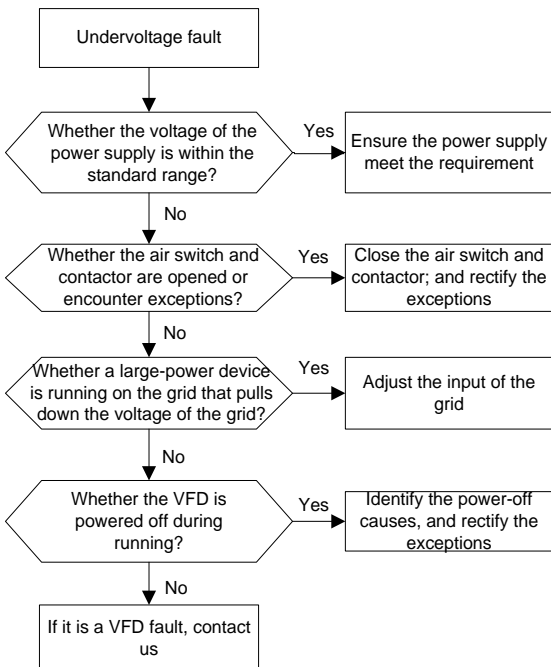 Undervoltage fault
Whether the voltage of the
power supply is within the
standard range?
Yes
Ensure the power supply
meet the requirement
No
Whether the air switch and
contactor are opened or
encounter exceptions?
Yes
Close the air switch and
contactor; and rectify the
exceptions
No
Whether a large-power device
is running on the grid that pulls
down the voltage of the grid?
Yes
Adjust the input of the
grid
No
Whether the VFD is
powered off during
running?
Yes
Identify the power-off
causes, and rectify the
exceptions
No
If it is a VFD fault, contact
us